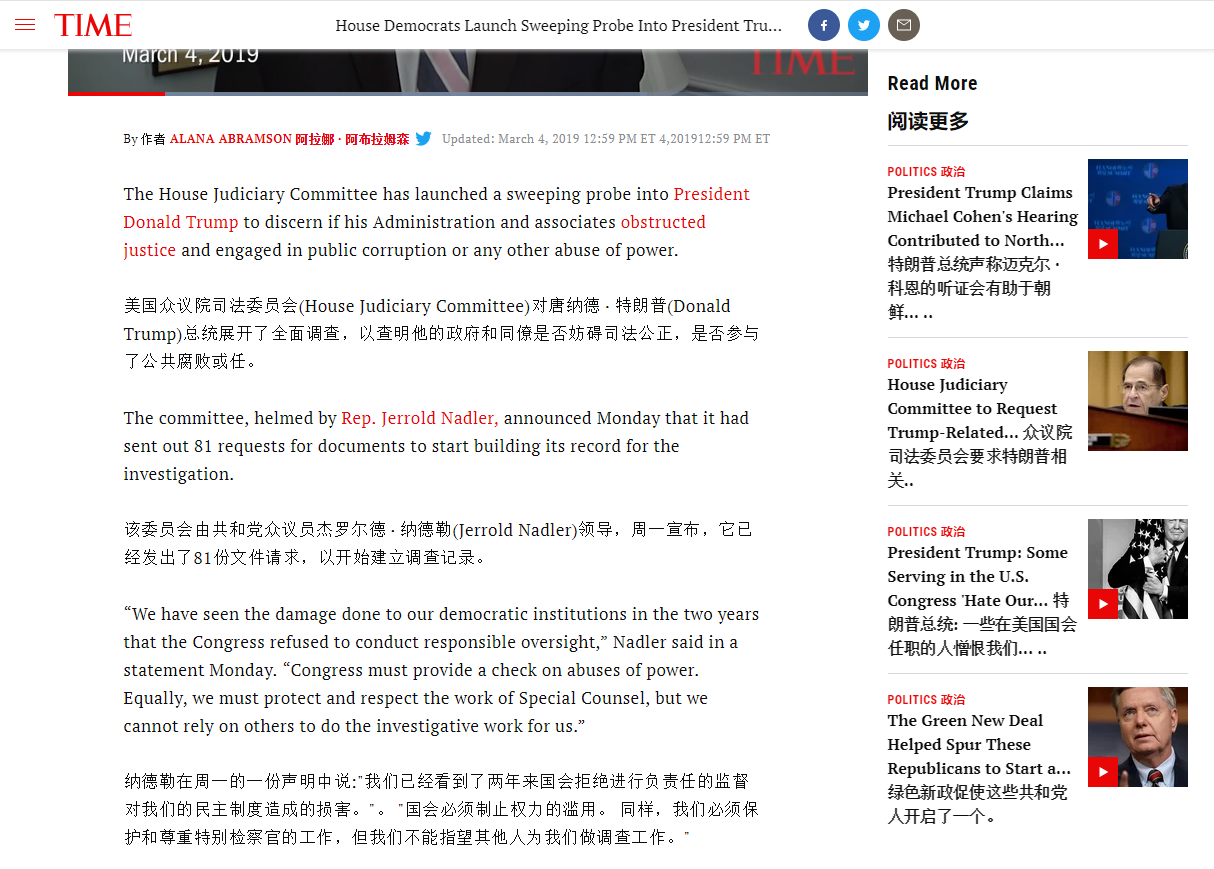 TIME
House Democrats Launch Sweeping Probe Into President Tru...
March 4, 2019
TIME
By 作者 ALANA ABRAMSON 阿拉娜 · 阿布拉姆森 Updated: March 4, 2019 12:59 PM ET 4,201912:59 PM ET
The House Judiciary Committee has launched a sweeping probe into President
Donald Trump to discern if his Administration and associates obstructed
justice and engaged in public corruption or any other abuse of power.
美国众议院司法委员会(House Judiciary Committee)对唐纳德 · 特朗普(Donald
Trump)总统展开了全面调查，以查明他的政府和同僚是否妨碍司法公正，是否参与
了公共腐败或任。
The committee, helmed by Rep. Jerrold Nadler, announced Monday that it had
sent out 81 requests for documents to start building its record for the
investigation.
该委员会由共和党众议员杰罗尔德 · 纳德勒(Jerrold Nadler)领导，周一宣布，它已
经发出了81份文件请求，以开始建立调查记录。
“We have seen the damage done to our democratic institutions in the two years
that the Congress refused to conduct responsible oversight,” Nadler said in a
statement Monday. “Congress must provide a check on abuses of power.
Equally, we must protect and respect the work of Special Counsel, but we
cannot rely on others to do the investigative work for us.”
纳德勒在周一的一份声明中说:"我们已经看到了两年来国会拒绝进行负责任的监督
对我们的民主制度造成的损害。"。 "国会必须制止权力的滥用。 同样，我们必须保
护和尊重特别检察官的工作，但我们不能指望其他人为我们做调查工作。"
Read More
阅读更多
POLITICS 政治
President Trump Claims
Michael Cohen's Hearing
Contributed to North...
特朗普总统声称迈克尔 ·
科恩的听证会有助于朝
鲜... ..
POLITICS 政治
House Judiciary
Committee to Request
Trump-Related... 众议院
司法委员会要求特朗普相
关..
POLITICS 政治
President Trump: Some
Serving in the U.S.
Congress 'Hate Our... 特
朗普总统: 一些在美国国会
任职的人憎恨我们... ..
POLITICS 政治
The Green New Deal
Helped Spur These
Republicans to Start a...
绿色新政促使这些共和党
人开启了一个。